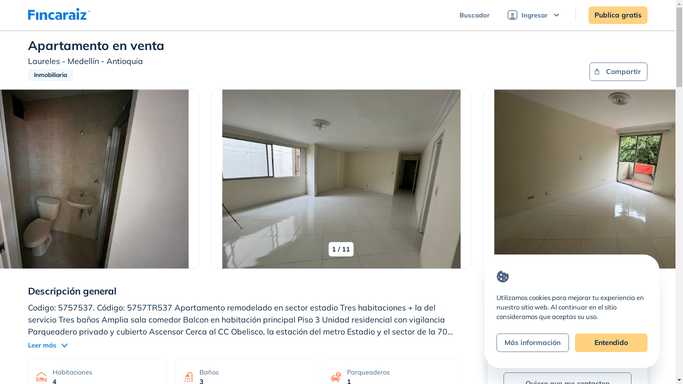 Fincaraiz
Buscador
Ingresar
Publica gratis
Apartamento en venta
Laureles - Medellín - Antioquia
Inmobiliaria
Compartir
1 / 11
Descripción general
Codigo: 5757537. Código: 5757TR537 Apartamento remodelado en sector estadio Tres habitaciones + la del
servicio Tres baños Amplia sala comedor Balcon en habitación principal Piso 3 Unidad residencial con vigilancia
Parqueadero privado y cubierto Ascensor Cerca al CC Obelisco, la estación del metro Estadio y el sector de la 70...
Leer más
Habitaciones
4
Baños
3
Parqueaderos
1
Utilizamos cookies para mejorar tu experiencia en
nuestro sitio web. Al continuar en el sitio
consideramos que aceptas su uso.
Más información
Entendido
Quiero que me contacten